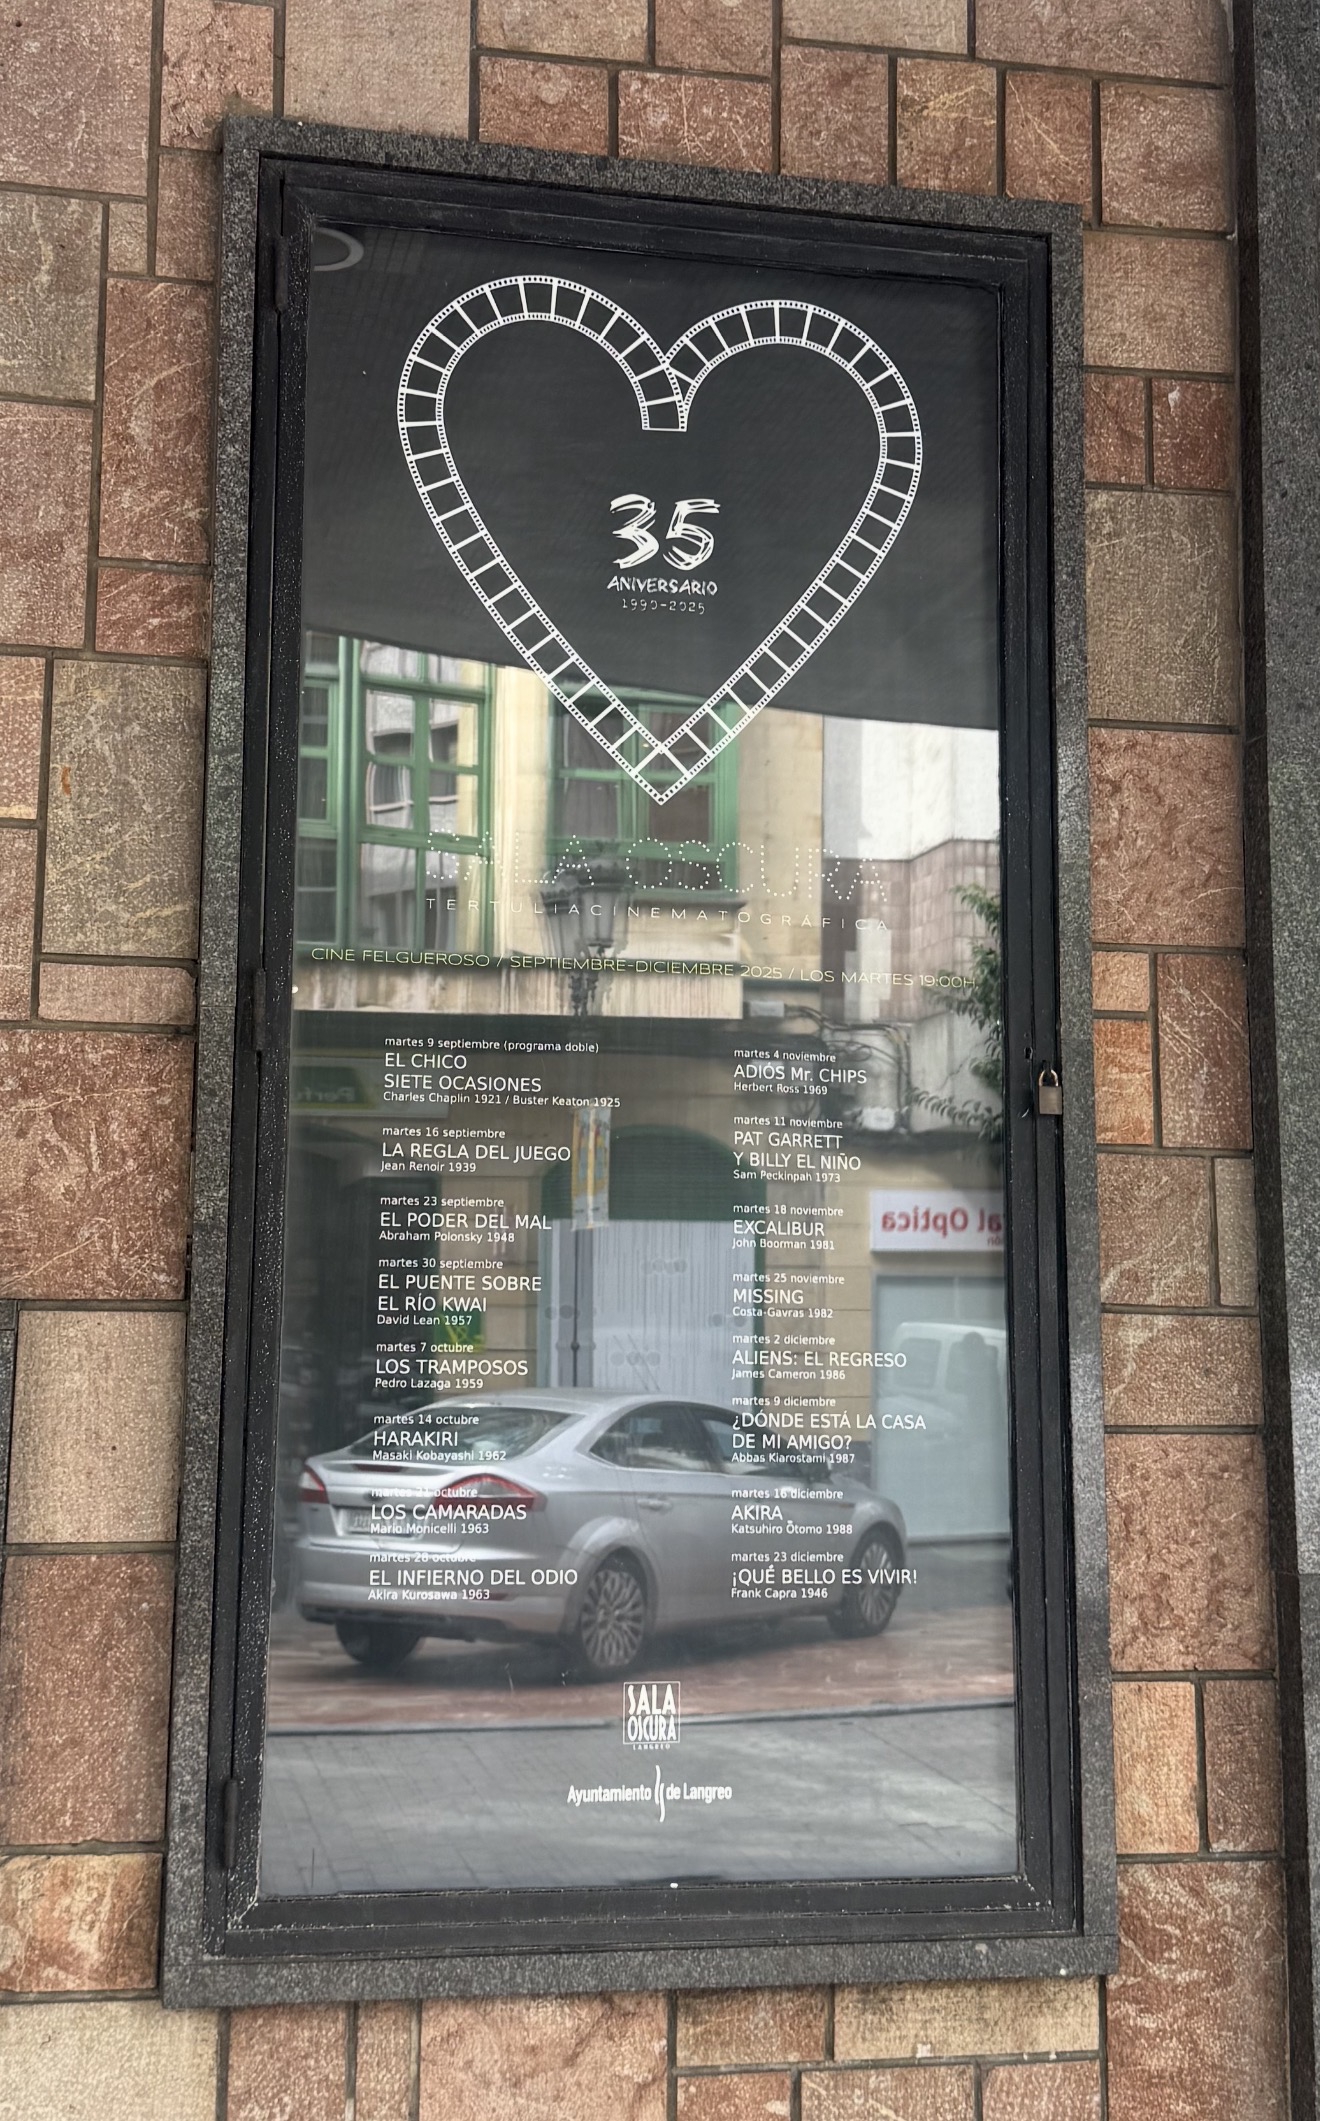 35
ANIVERSARIO
1990-2025
SALA OSCURA
TERTULIACINEMATOGRÁFICA
CINE FELGUEROSO / SEPTIEMBRE-DICIEMBRE 2025 / LOS MARTES 19:00H
martes 9 septiembre (programa doble)
EL CHICO
SIETE OCASIONES
Charles Chaplin 1921 / Buster Keaton 1925
martes 16 septiembre
LA REGLA DEL JUEGO
Jean Renoir 1939
martes 23 septiembre
EL PODER DEL MAL
Abraham Polonsky 1948
martes 30 septiembre
EL PUENTE SOBRE
EL RÍO KWAI
David Lean 1957
martes 7 octubre
LOS TRAMPOSOS
Pedro Lazaga 1959
martes 14 octubre
HARAKIRI
Masaki Kobayashi 1962
martes 21 octubre
LOS CAMARADAS
Mario Monicelli 1963
martes 28 octubre
EL INFIERNO DEL ODIO
Akira Kurosawa 1963
martes 4 noviembre
ADIÓS Mr. CHIPS
Herbert Ross 1969
martes 11 noviembre
PAT GARRETT
Y BILLY EL NIÑO
Sam Peckinpah 1973
martes 18 noviembre
EXCALIBUR
John Boorman 1981
martes 25 noviembre
MISSING
Costa-Gavras 1982
martes 2 diciembre
ALIENS: EL REGRESO
James Cameron 1986
martes 9 diciembre
¿DÓNDE ESTÁ LA CASA
DE MI AMIGO?
Abbas Kiarostami 1987
martes 16 diciembre
AKIRA
Katsuhiro Ōtomo 1988
martes 23 diciembre
¡QUÉ BELLO ES VIVIR!
Frank Capra 1946
SALA
OSCURA
LANGREO
Ayuntamiento de Langreo
al Optica